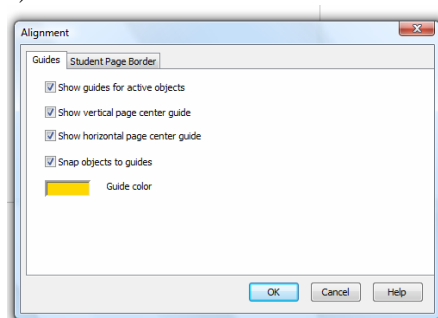 Alignment
Guides Student Page Border
Show guides for active objects
Show vertical page center guide
Show horizontal page center guide
Snap objects to guides
Guide color
OK Cancel Help